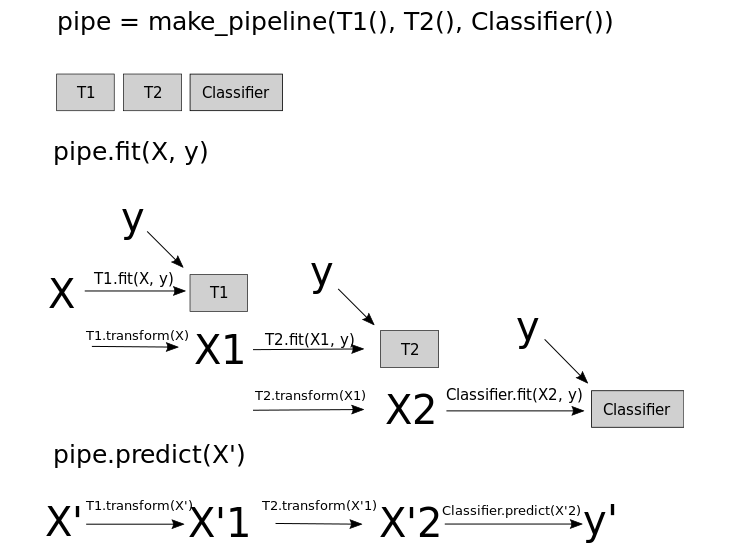 pipe = make_pipeline(T1(), T2(), Classifier())
T1 T2 Classifier
pipe.fit(X, y)
y
X T1.fit(X, y) T1
y
T1.transform(X) X1 T2.fit(X1, y) T2
y
T2.transform(X1) X2 Classifier.fit(X2, y) Classifier
pipe.predict(X')
X' T1.transform(X') X'1 T2.transform(X'1) X'2 Classifier.predict(X'2) y'